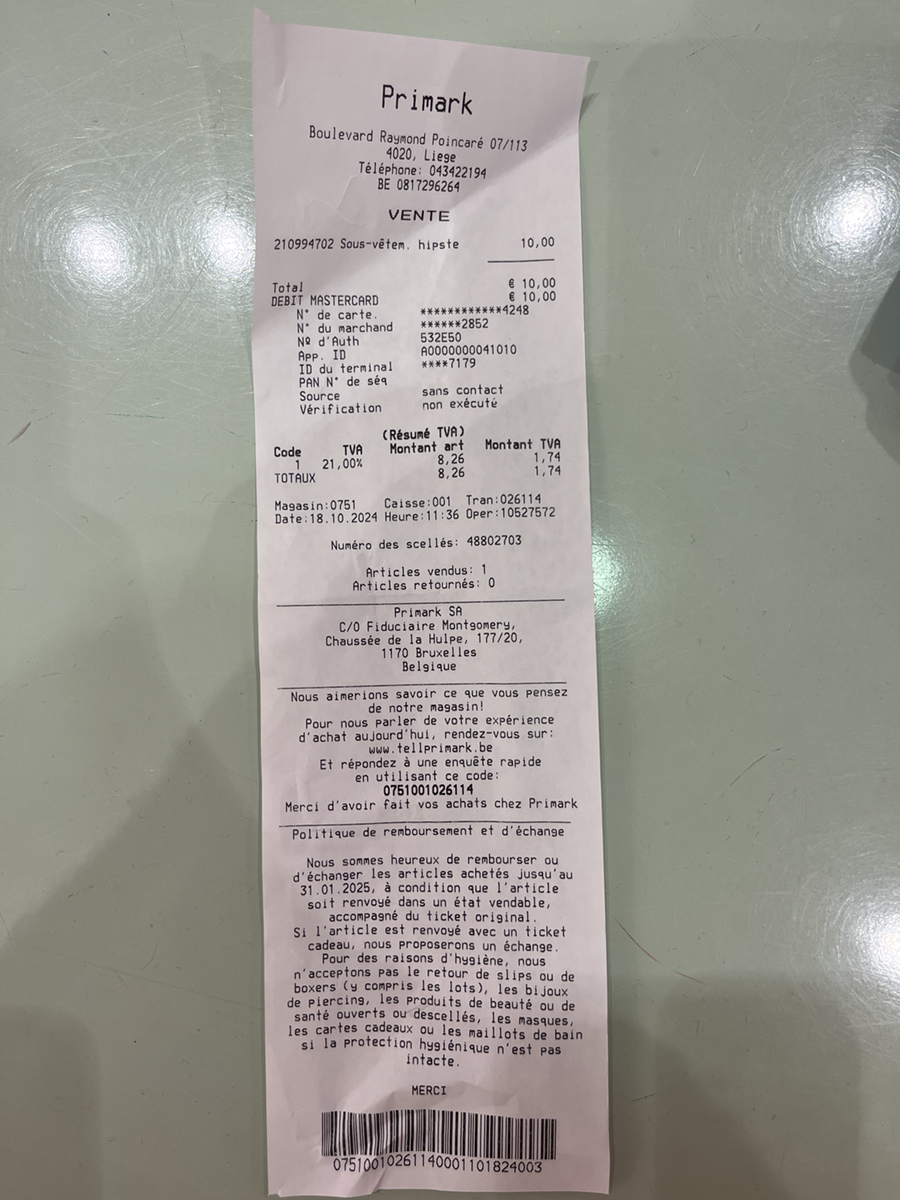 Primark
Boulevard Raymond Poincaré 07/113
4020, Liege
Téléphone: 043422194
BE 0817296264
VENTE
210994702 Sous-vêtem. hipste 10,00
Total € 10,00
DEBIT MASTERCARD € 10,00
N° de carte. ************4248
N° du marchand ******2852
Nº d'Auth 532E50
App. ID A0000000041010
ID du terminal ****7179
PAN N° de séq
Source sans contact
Vérification non exécuté
(Résumé TVA)
Code TVA Montant art Montant TVA
1 21,00% 8,26 1,74
TOTAUX 8,26 1,74
Magasin:0751 Caisse:001 Tran:026114
Date:18.10.2024 Heure:11:36 Oper:10527572
Numéro des scellés: 48802703
Articles vendus: 1
Articles retournés: 0
Primark SA
C/O Fiduciaire Montgomery,
Chaussée de la Hulpe, 177/20,
1170 Bruxelles
Belgique
Nous aimerions savoir ce que vous pensez
de notre magasin!
Pour nous parler de votre expérience
d'achat aujourd'hui, rendez-vous sur:
www.tellprimark.be
Et répondez à une enquête rapide
en utilisant ce code:
0751001026114
Merci d'avoir fait vos achats chez Primark
Politique de remboursement et d'échange
Nous sommes heureux de rembourser ou
d'échanger les articles achetés jusqu'au
31.01.2025, à condition que l'article
soit renvoyé dans un état vendable,
accompagné du ticket original.
Si l'article est renvoyé avec un ticket
cadeau, nous proposerons un échange.
Pour des raisons d'hygiène, nous
n'acceptons pas le retour de slips ou de
boxers (y compris les lots), les bijoux
de piercing, les produits de beauté ou de
santé ouverts ou descellés, les masques,
les cartes cadeaux ou les maillots de bain
si la protection hygiénique n'est pas
intacte.
MERCI
07510010261140001101824003